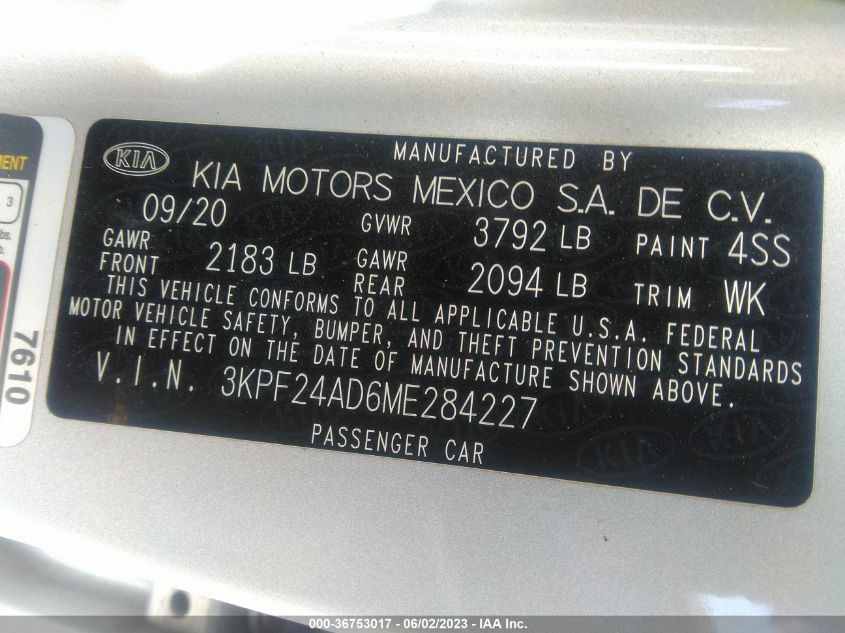 MENT
3
lbs.
b.
7610
KIA
MANUFACTURED BY
KIA MOTORS MEXICO S.A. DE C.V.
09/20 GVWR 3792 LB PAINT 4SS
GAWR FRONT 2183 LB GAWR REAR 2094 LB TRIM WK
THIS VEHICLE CONFORMS TO ALL APPLICABLE U.S.A. FEDERAL
MOTOR VEHICLE SAFETY, BUMPER, AND THEFT PREVENTION STANDARDS
IN EFFECT ON THE DATE OF MANUFACTURE SHOWN ABOVE.
V.I.N. 3KPF24AD6ME284227
PASSENGER CAR
000-36753017 - 06/02/2023 - IAA Inc.